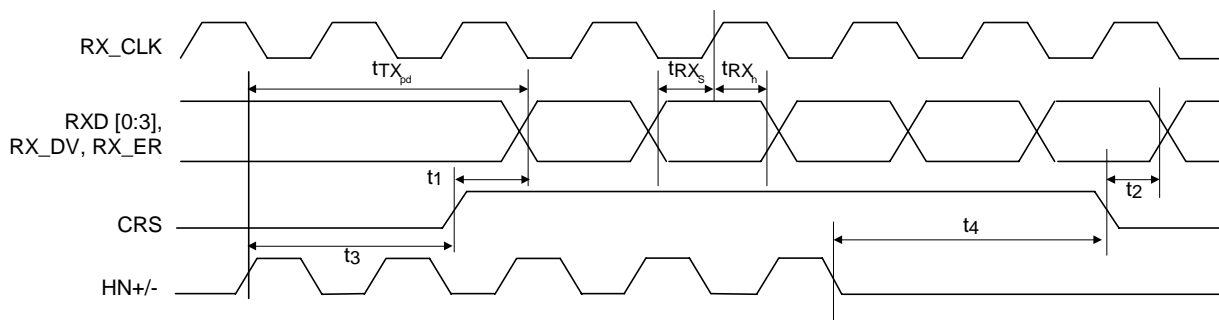 RX_CLK
tTXpd
tRXS
tRXh
RXD [0:3],
RX_DV, RX_ER
t1
t2
CRS
t3
t4
HN+/-